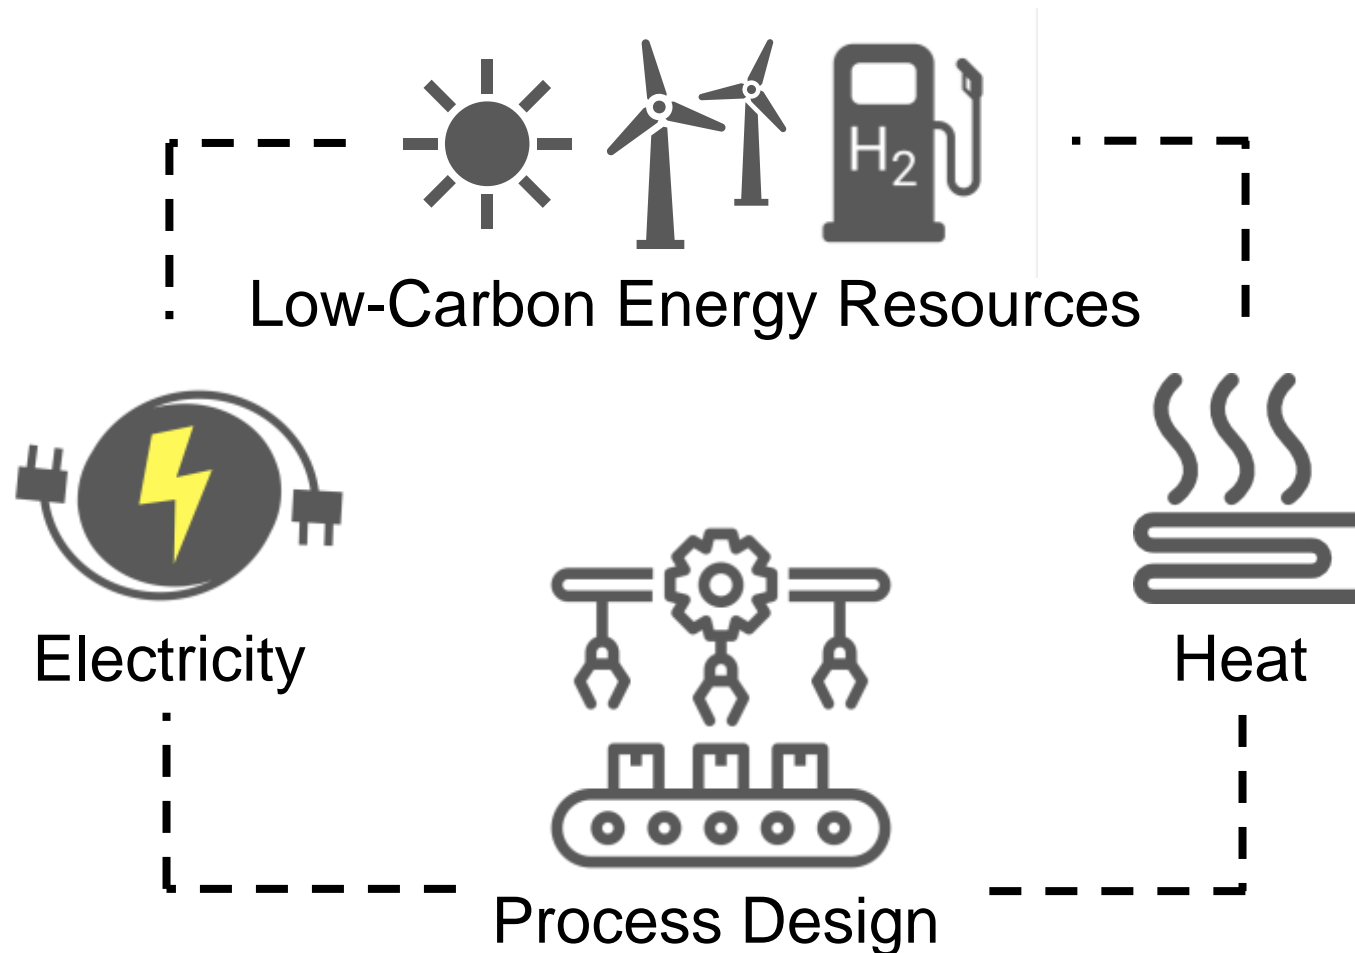 H2
Low-Carbon Energy Resources
Electricity
Heat
Process Design